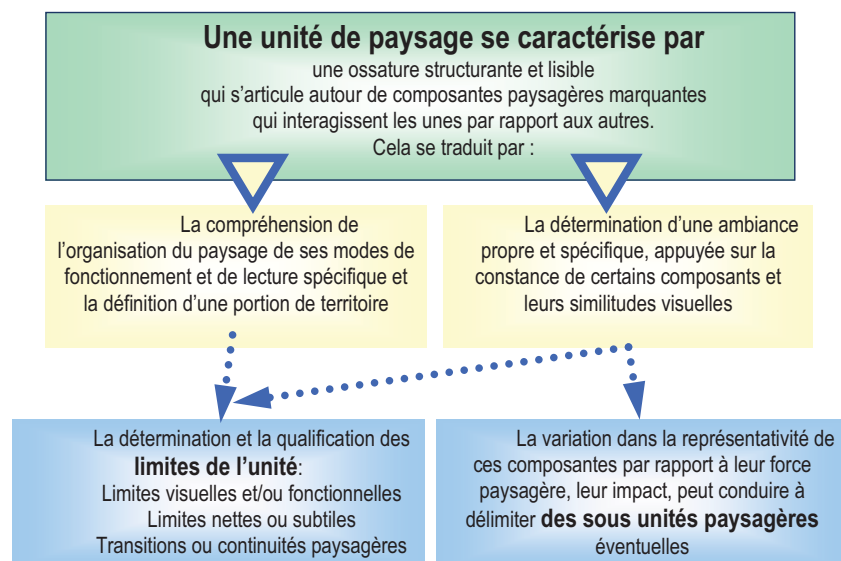 Une unité de paysage se caractérise par
une ossature structurante et lisible
qui s’articule autour de composantes paysagères marquantes
qui interagissent les unes par rapport aux autres.
Cela se traduit par :
La compréhension de
l’organisation du paysage de ses modes de
fonctionnement et de lecture spécifique et
la définition d’une portion de territoire
La détermination d’une ambiance
propre et spécifique, appuyée sur la
constance de certains composants et
leurs similitudes visuelles
La détermination et la qualification des
limites de l’unité:
Limites visuelles et/ou fonctionnelles
Limites nettes ou subtiles
Transitions ou continuités paysagères
La variation dans la représentativité de
ces composantes par rapport à leur force
paysagère, leur impact, peut conduire à
délimiter des sous unités paysagères
éventuelles